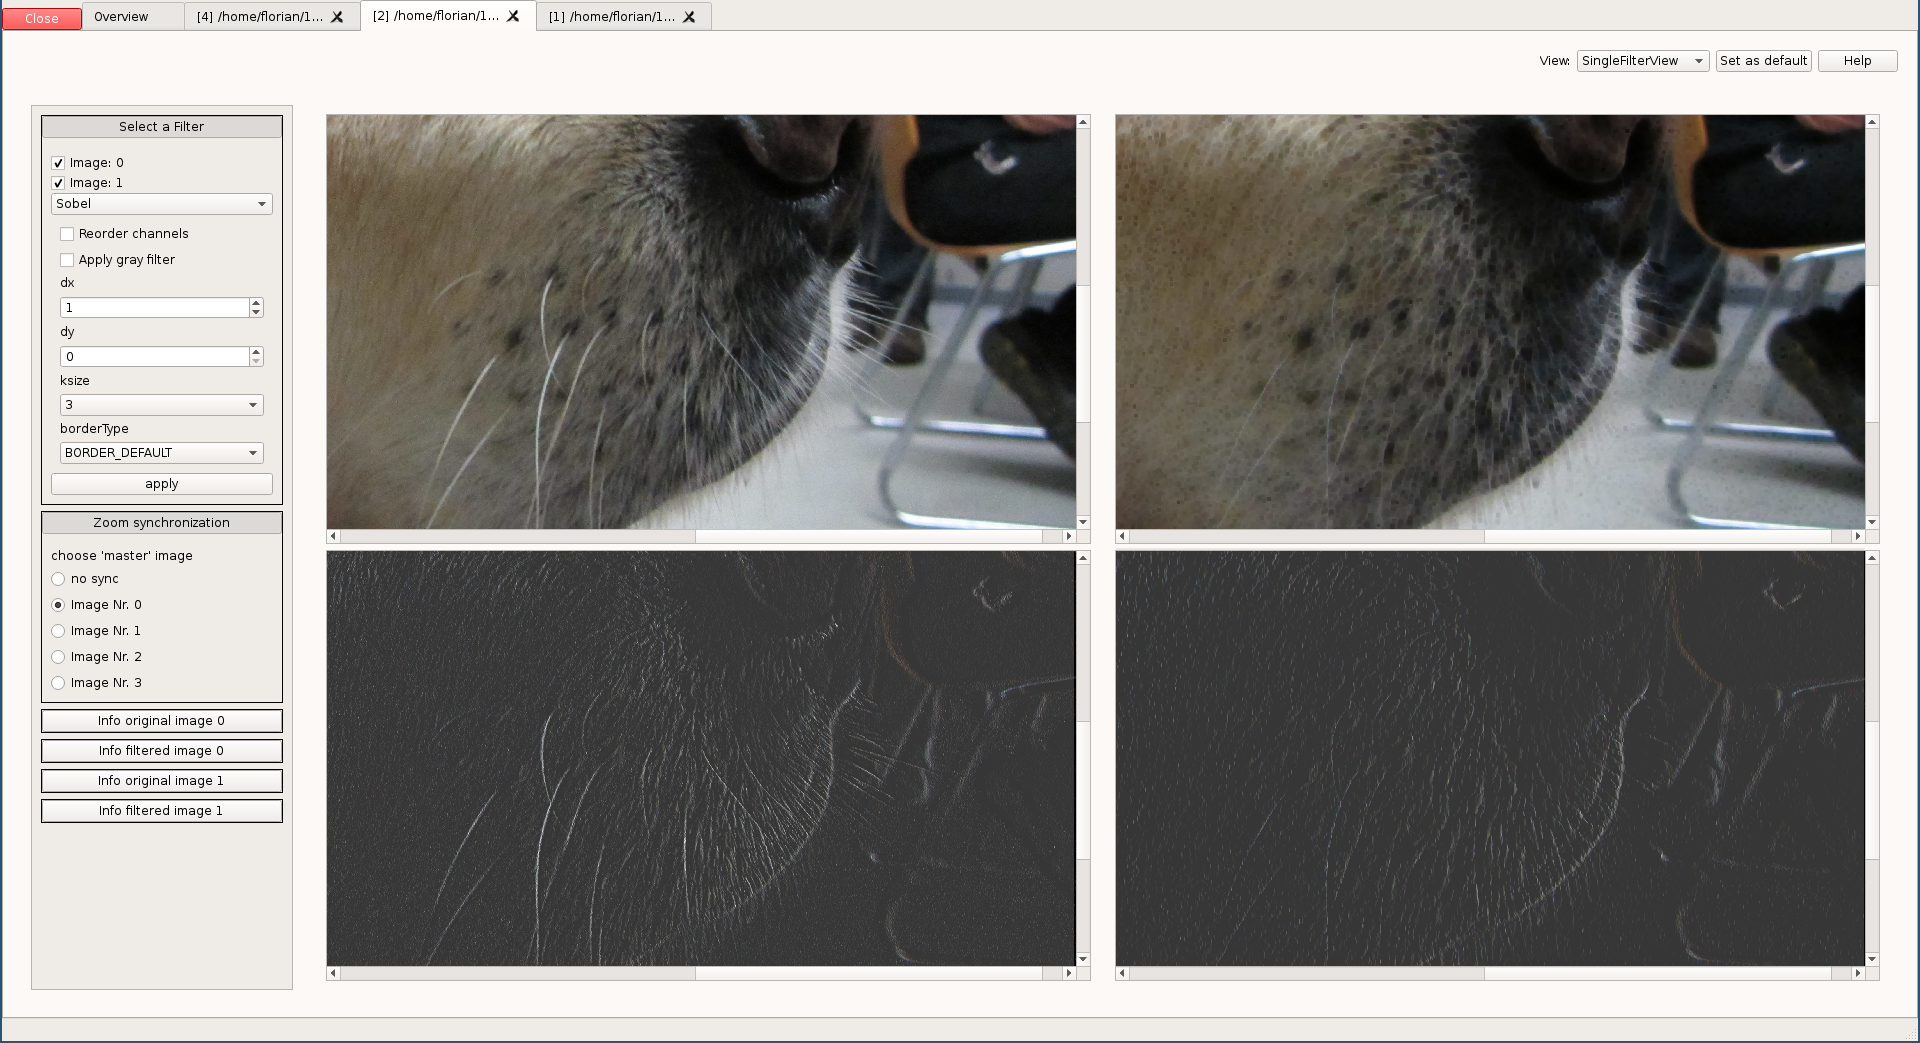 Close
Overview
[4] /home/florian/1...
[2] /home/florian/1...
[1] /home/florian/1...
View:
SingleFilterView
Set as default
Help
Select a Filter
Image: 0
Image: 1
Sobel
Reorder channels
Apply gray filter
dx
1
dy
0
ksize
3
borderType
BORDER_DEFAULT
apply
Zoom synchronization
choose 'master' image
no sync
Image Nr. 0
Image Nr. 1
Image Nr. 2
Image Nr. 3
Info original image 0
Info filtered image 0
Info original image 1
Info filtered image 1